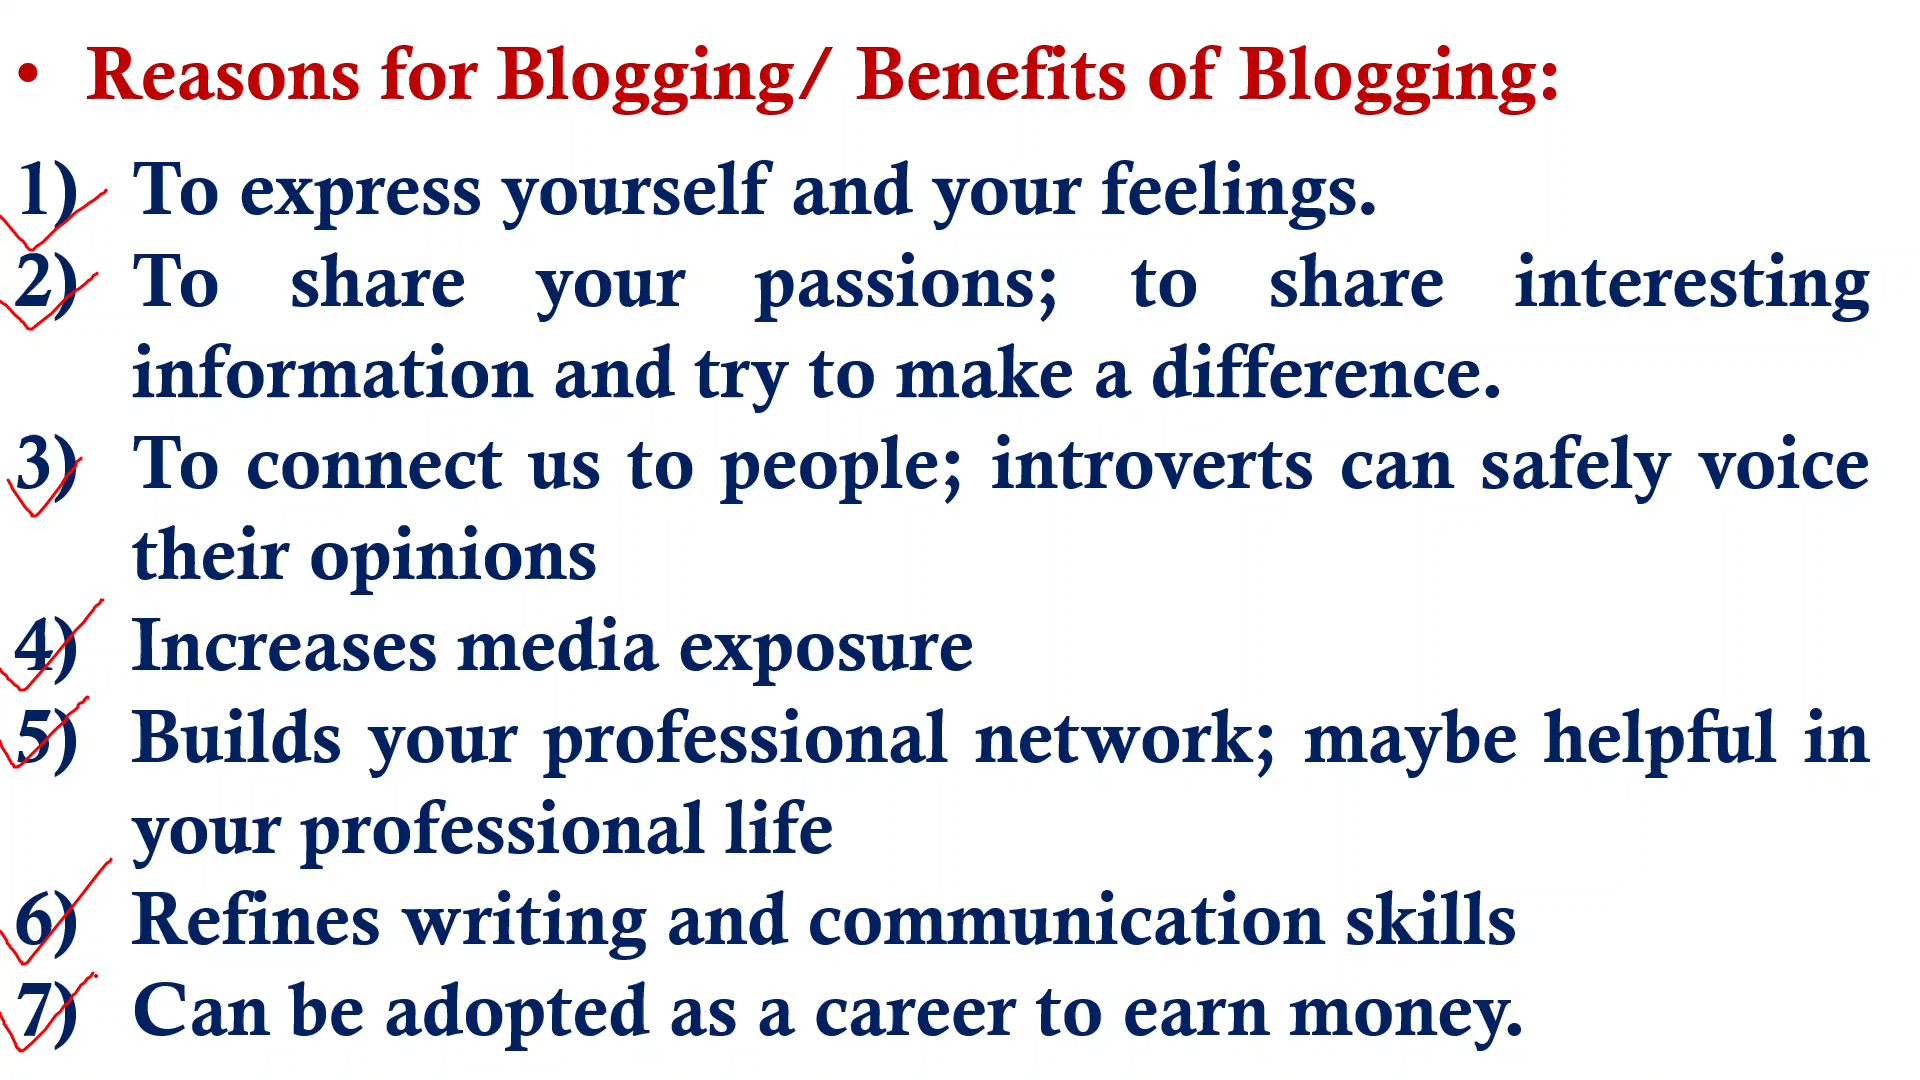 • Reasons for Blogging/ Benefits of Blogging:
1) To express yourself and your feelings.
2) To share your passions; to share interesting
information and try to make a difference.
3) To connect us to people; introverts can safely voice
their opinions
4) Increases media exposure
5) Builds your professional network; maybe helpful in
your professional life
6) Refines writing and communication skills
7) Can be adopted as a career to earn money.